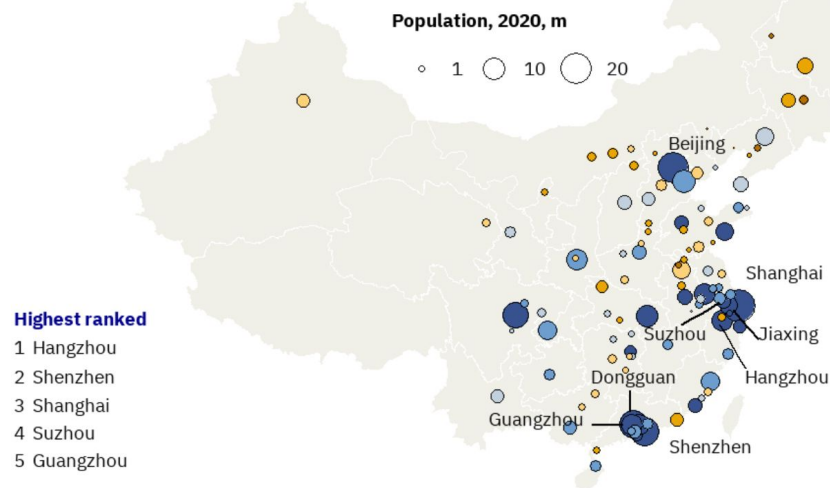 Population, 2020, m
1 10 20
Beijing
Shanghai
Suzhou
Jiaxing
Hangzhou
Dongguan
Guangzhou
Shenzhen
Highest ranked
1 Hangzhou
2 Shenzhen
3 Shanghai
4 Suzhou
5 Guangzhou